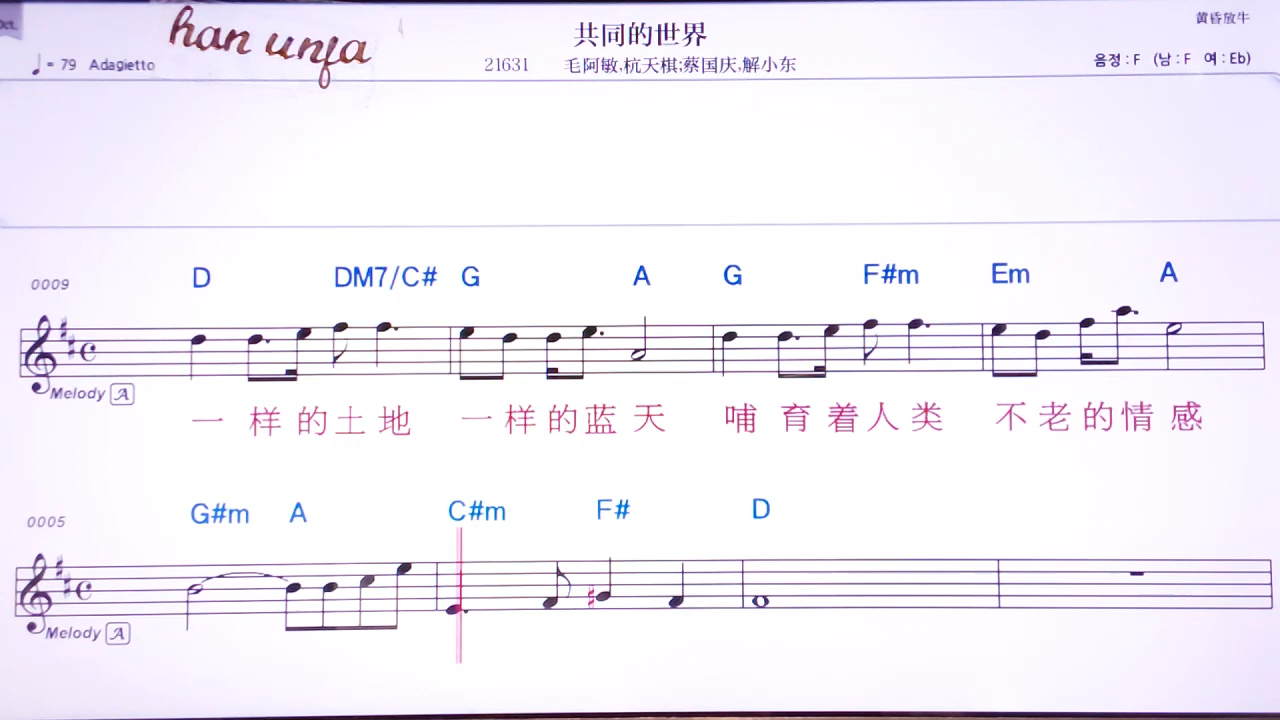 Oct.
han unfa
共同的世界
黄昏放牛
♩= 79 Adagietto
21631 毛阿敏,杭天棋;蔡国庆,解小东
음정 : F (남 : F 여 : Eb)
0009 D DM7/C# G A G F#m Em A
Melody A
一样的土地 一样的蓝天 哺育着人类 不老的情感
0005 G#m A C#m F# D
Melody A